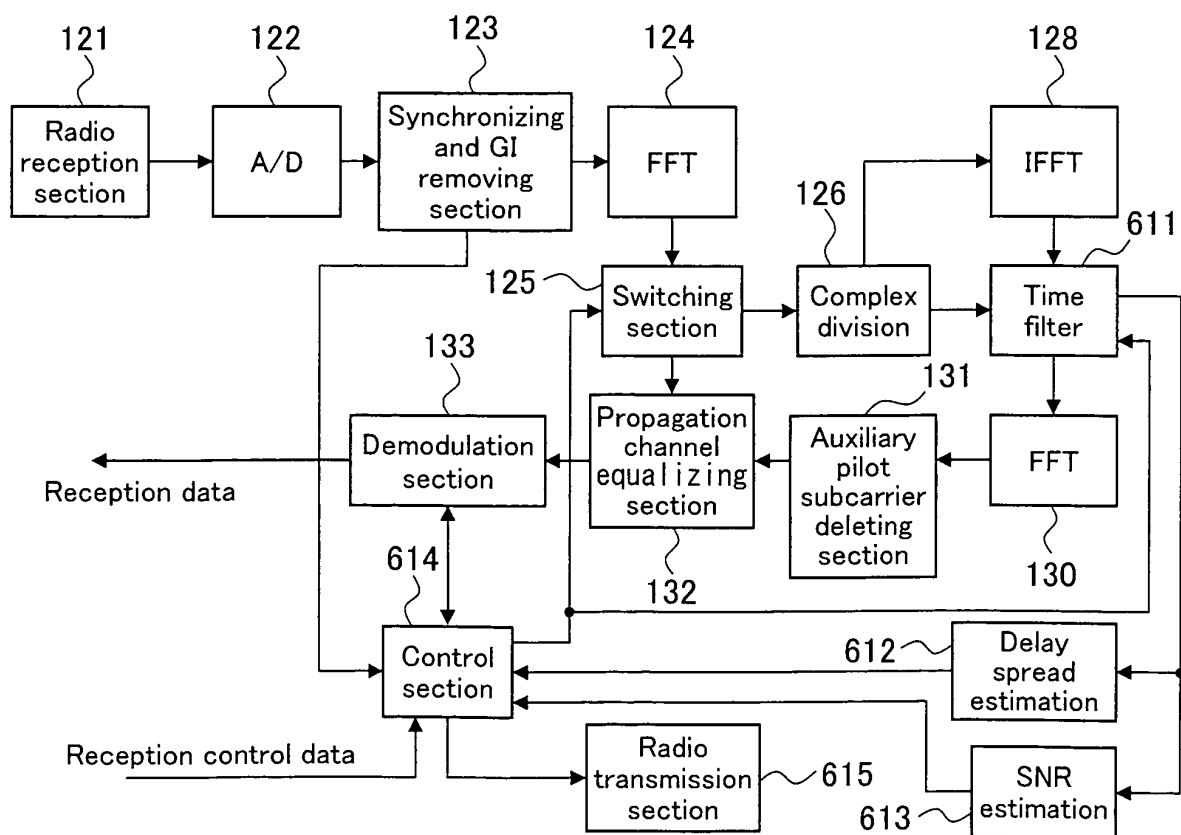 121
122
123
124
128
Radio
reception
section
A/D
Synchronizing
and GI
removing
section
FFT
IFFT
126
611
125
Switching
section
Complex
division
Time
filter
133
131
Demodulation
section
Propagation
channel
equalizing
section
Auxiliary
pilot
subcarrier
deleting
section
FFT
Reception data
614
132
130
Control
section
612
Delay
spread
estimation
Reception control data
Radio
transmission
section
615
613
SNR
estimation